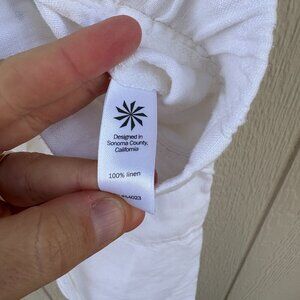 Designed in
Sonoma County,
California
100% linen